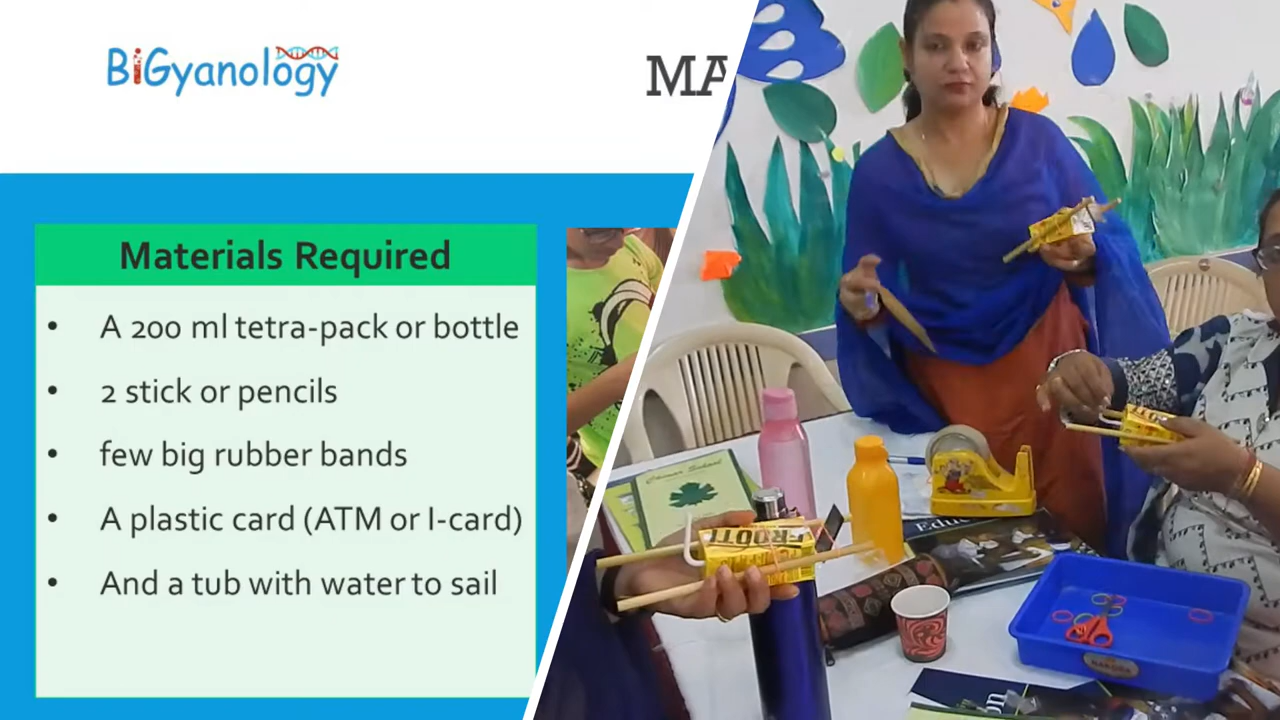 BiGyanology
MA
Materials Required
• A 200 ml tetra-pack or bottle
• 2 stick or pencils
• few big rubber bands
• A plastic card (ATM or I-card)
• And a tub with water to sail
FROOTI
Edu